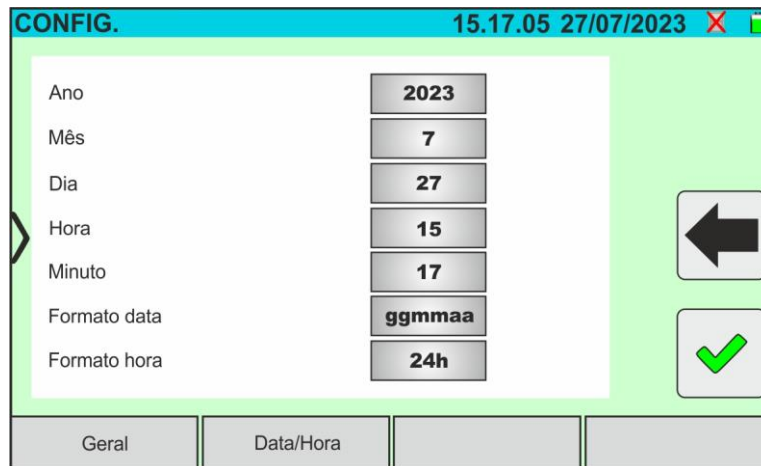 CONFIG. 15.17.05 27/07/2023
Ano 2023
Mês 7
Dia 27
Hora 15
Minuto 17
Formato data ggmmaa
Formato hora 24h
Geral Data/Hora